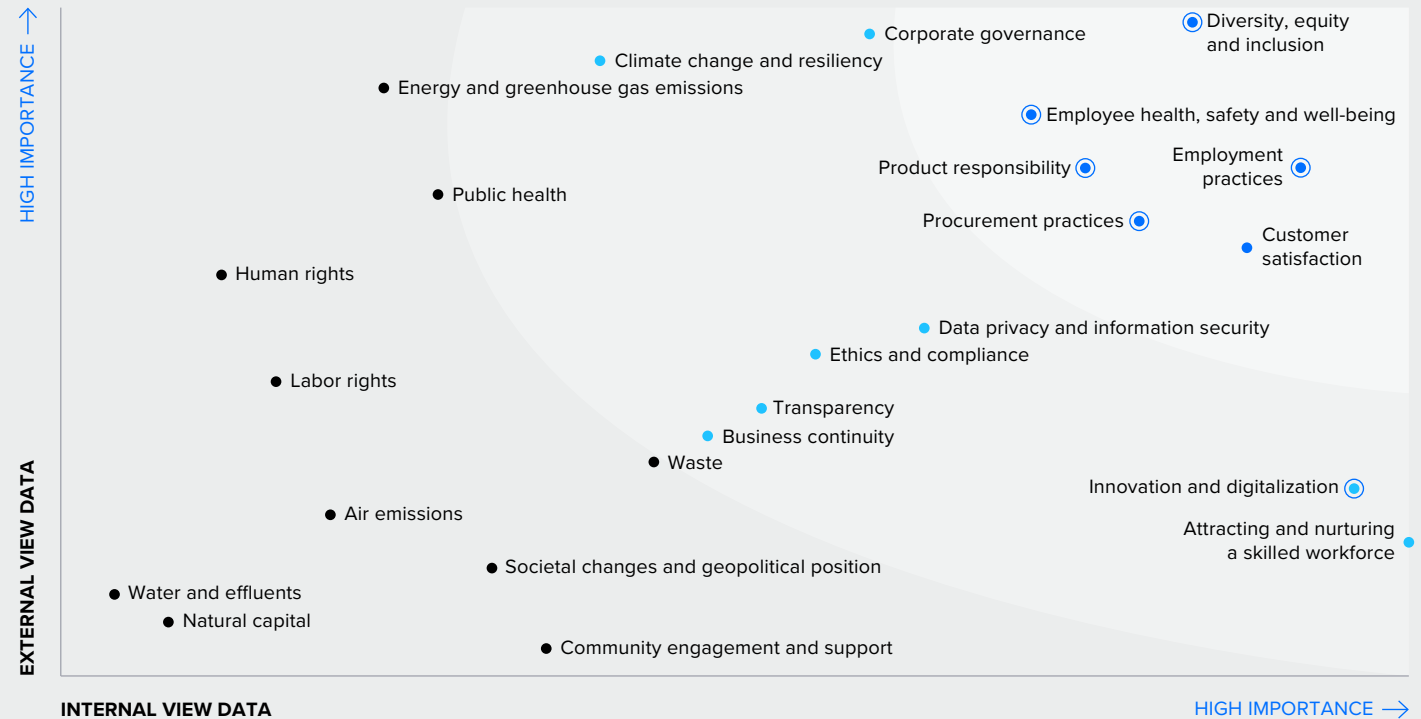 HIGH IMPORTANCE
Diversity, equity
and inclusion
Corporate governance
Climate change and resiliency
Energy and greenhouse gas emissions
Employee health, safety and well-being
Product responsibility
Employment
practices
Public health
Procurement practices
Customer
satisfaction
Human rights
Data privacy and information security
Ethics and compliance
Labor rights
Transparency
Business continuity
Waste
Innovation and digitalization
Air emissions
Attracting and nurturing
a skilled workforce
Societal changes and geopolitical position
Water and effluents
Natural capital
Community engagement and support
EXTERNAL VIEW DATA
INTERNAL VIEW DATA
HIGH IMPORTANCE